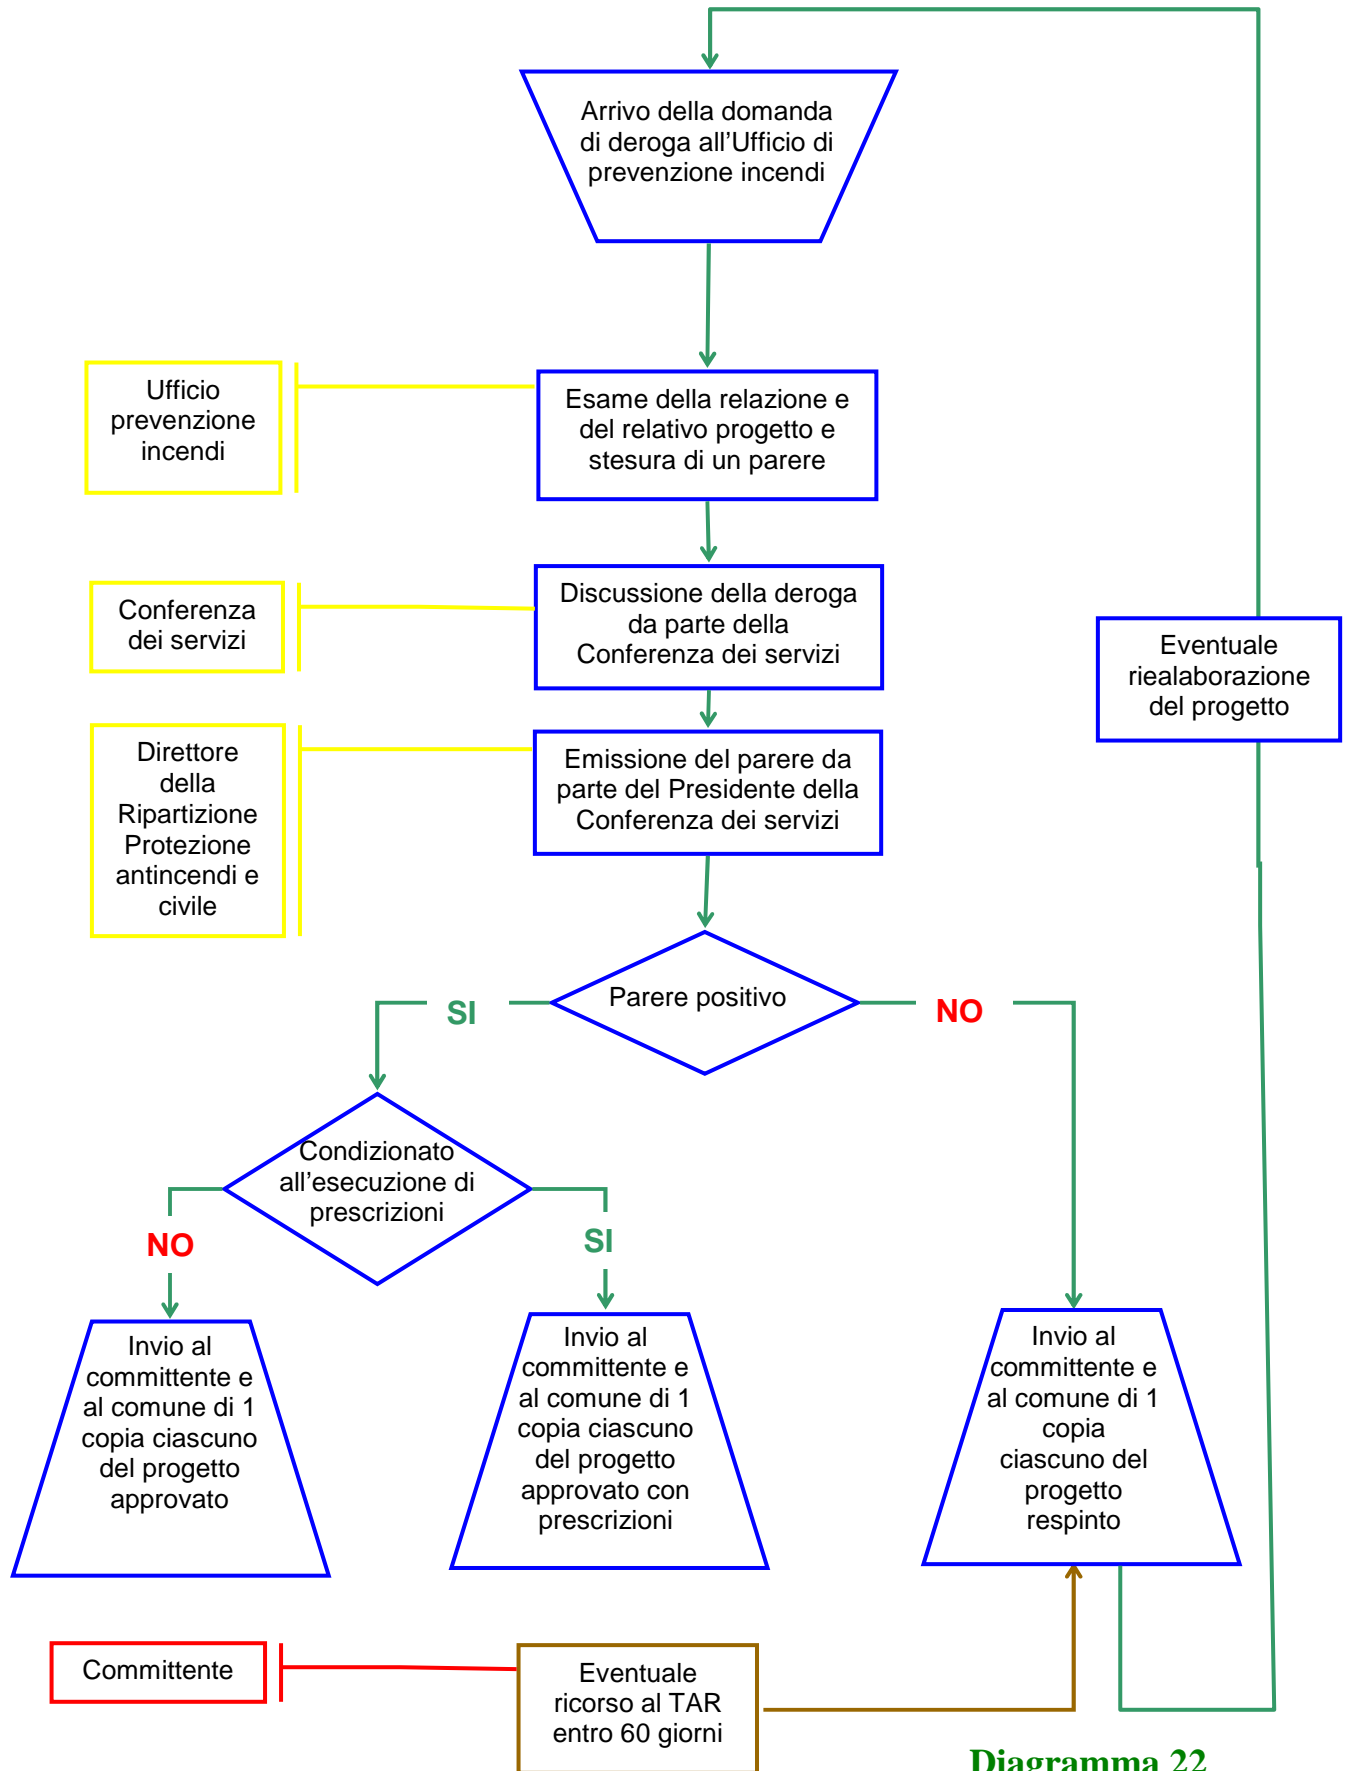 Arrivo della domanda
di deroga all’Ufficio di
prevenzione incendi
Ufficio
prevenzione
incendi
Esame della relazione e
del relativo progetto e
stesura di un parere
Conferenza
dei servizi
Discussione della deroga
da parte della
Conferenza dei servizi
Eventuale
riealaborazione
del progetto
Direttore
della
Ripartizione
Protezione
antincendi e
civile
Emissione del parere da
parte del Presidente della
Conferenza dei servizi
Parere positivo
SI
NO
Condizionato
all’esecuzione di
prescrizioni
NO
SI
Invio al
committente e
al comune di 1
copia ciascuno
del progetto
approvato
Invio al
committente e
al comune di 1
copia ciascuno
del progetto
approvato con
prescrizioni
Invio al
committente e
al comune di 1
copia
ciascuno del
progetto
respinto
Committente
Eventuale
ricorso al TAR
entro 60 giorni
Diagramma 22